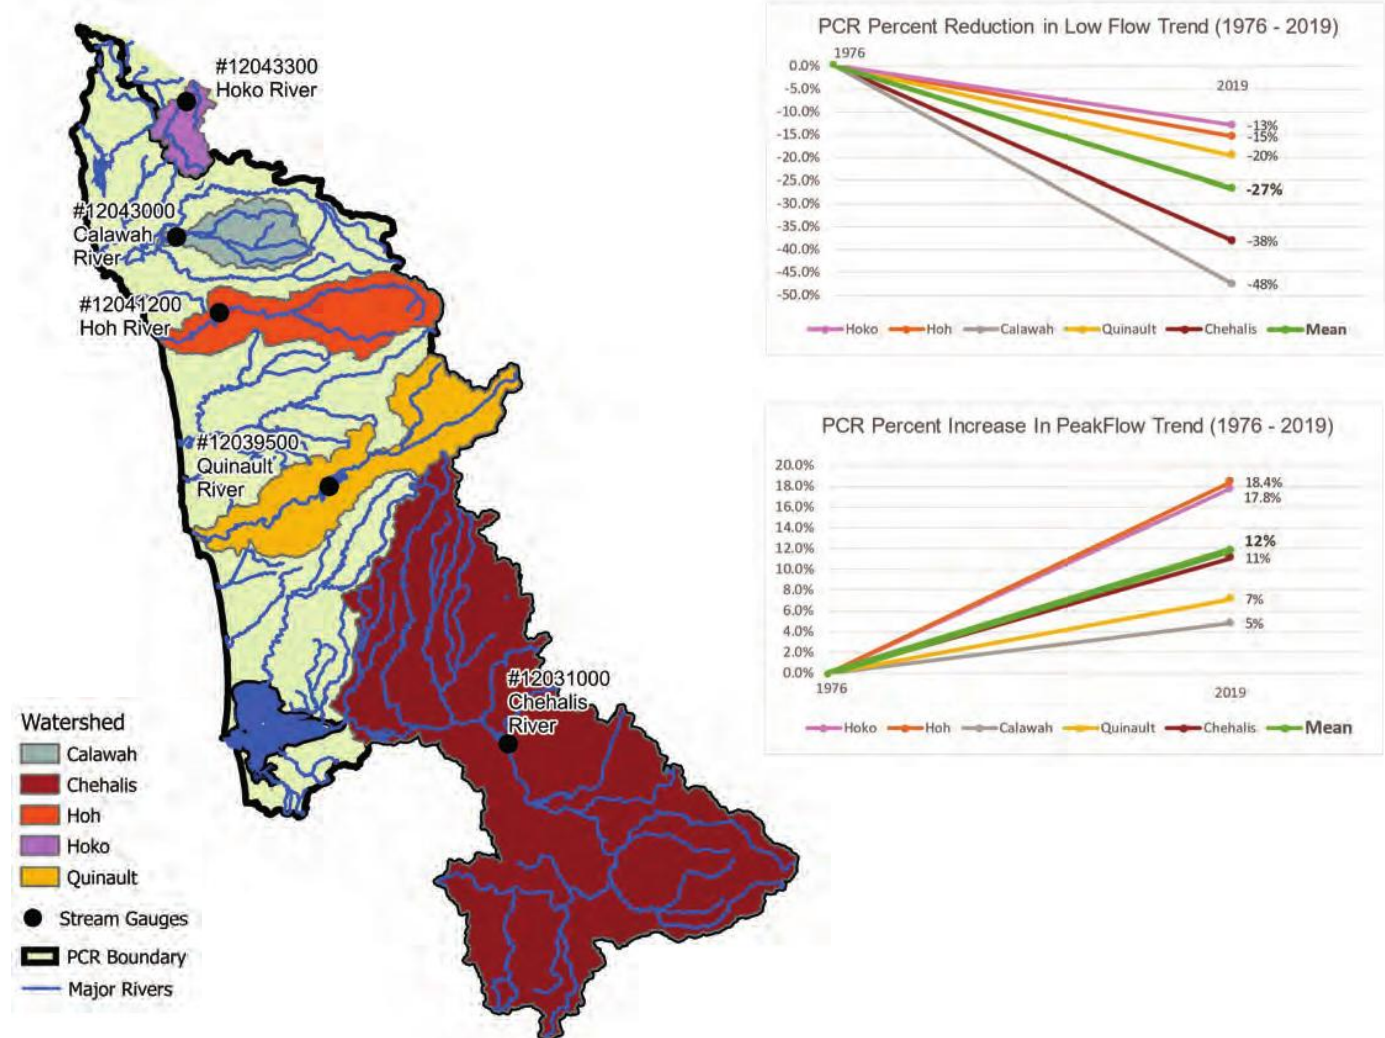 #12043300
Hoko River
#12043000
Calawah
River
#12041200
Hoh River
#12039500
Quinault
River
#12031000
Chehalis
River
Watershed
Calawah
Chehalis
Hoh
Hoko
Quinault
Stream Gauges
PCR Boundary
Major Rivers
PCR Percent Reduction in Low Flow Trend (1976 - 2019)
1976
2019
0.0%
-5.0%
-10.0%
-15.0%
-20.0%
-25.0%
-30.0%
-35.0%
-40.0%
-45.0%
-50.0%
-13%
-15%
-20%
-27%
-38%
-48%
Hoko Hoh Calawah Quinault Chehalis Mean
PCR Percent Increase In PeakFlow Trend (1976 - 2019)
20.0%
18.0%
16.0%
14.0%
12.0%
10.0%
8.0%
6.0%
4.0%
2.0%
0.0%
18.4%
17.8%
12%
11%
7%
5%
1976
2019
Hoko Hoh Calawah Quinault Chehalis Mean